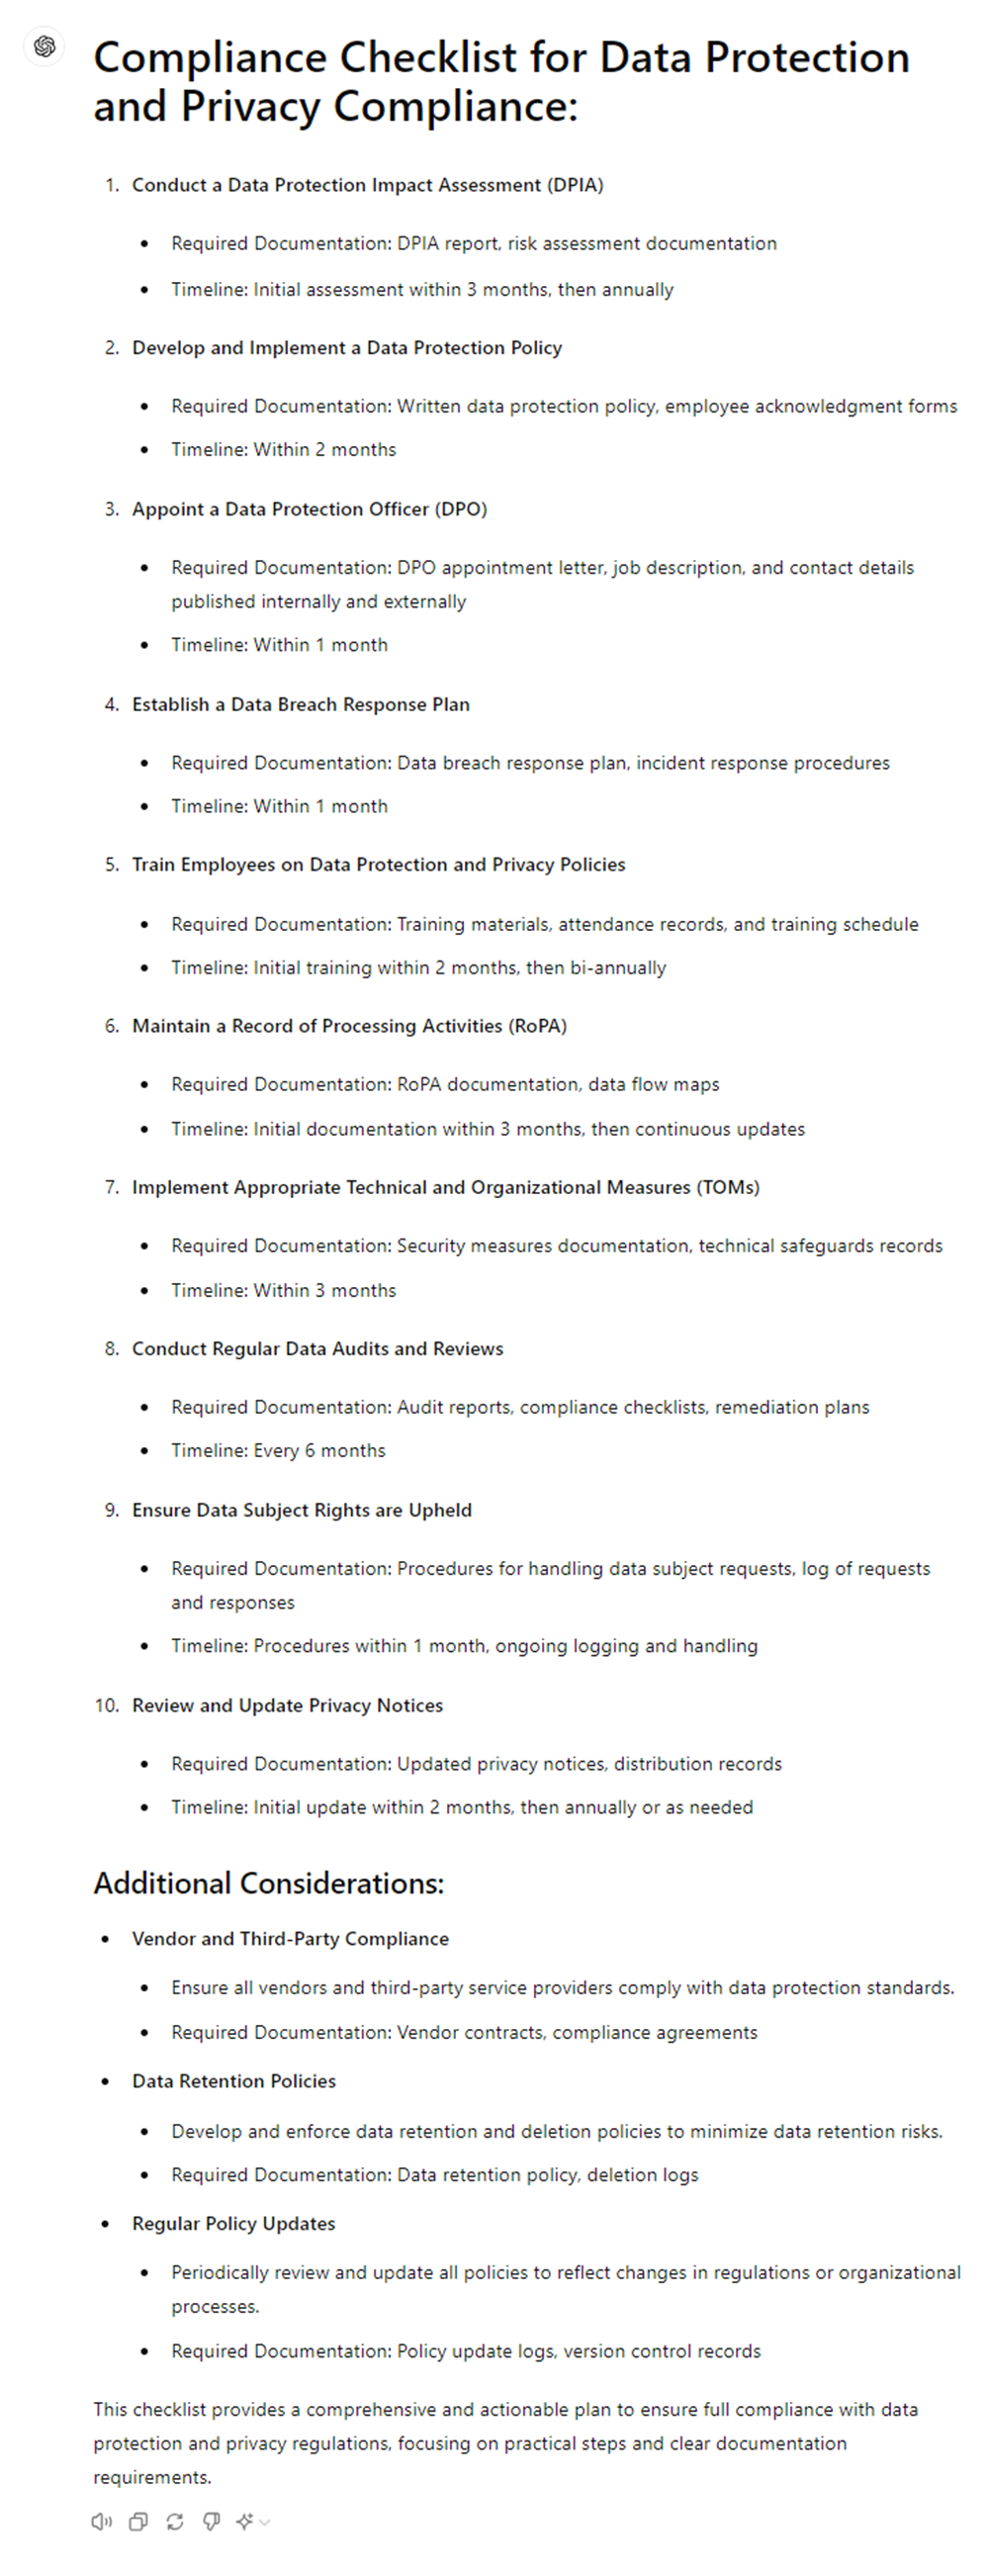 Compliance Checklist for Data Protection
and Privacy Compliance:
1. Conduct a Data Protection Impact Assessment (DPIA)
• Required Documentation: DPIA report, risk assessment documentation
• Timeline: Initial assessment within 3 months, then annually
2. Develop and Implement a Data Protection Policy
• Required Documentation: Written data protection policy, employee acknowledgment forms
• Timeline: Within 2 months
3. Appoint a Data Protection Officer (DPO)
• Required Documentation: DPO appointment letter, job description, and contact details
published internally and externally
• Timeline: Within 1 month
4. Establish a Data Breach Response Plan
• Required Documentation: Data breach response plan, incident response procedures
• Timeline: Within 1 month
5. Train Employees on Data Protection and Privacy Policies
• Required Documentation: Training materials, attendance records, and training schedule
• Timeline: Initial training within 2 months, then bi-annually
6. Maintain a Record of Processing Activities (RoPA)
• Required Documentation: RoPA documentation, data flow maps
• Timeline: Initial documentation within 3 months, then continuous updates
7. Implement Appropriate Technical and Organizational Measures (TOMs)
• Required Documentation: Security measures documentation, technical safeguards records
• Timeline: Within 3 months
8. Conduct Regular Data Audits and Reviews
• Required Documentation: Audit reports, compliance checklists, remediation plans
• Timeline: Every 6 months
9. Ensure Data Subject Rights are Upheld
• Required Documentation: Procedures for handling data subject requests, log of requests
and responses
• Timeline: Procedures within 1 month, ongoing logging and handling
10. Review and Update Privacy Notices
• Required Documentation: Updated privacy notices, distribution records
• Timeline: Initial update within 2 months, then annually or as needed
Additional Considerations:
• Vendor and Third-Party Compliance
• Ensure all vendors and third-party service providers comply with data protection standards.
• Required Documentation: Vendor contracts, compliance agreements
• Data Retention Policies
• Develop and enforce data retention and deletion policies to minimize data retention risks.
• Required Documentation: Data retention policy, deletion logs
• Regular Policy Updates
• Periodically review and update all policies to reflect changes in regulations or organizational
processes.
• Required Documentation: Policy update logs, version control records
This checklist provides a comprehensive and actionable plan to ensure full compliance with data
protection and privacy regulations, focusing on practical steps and clear documentation
requirements.